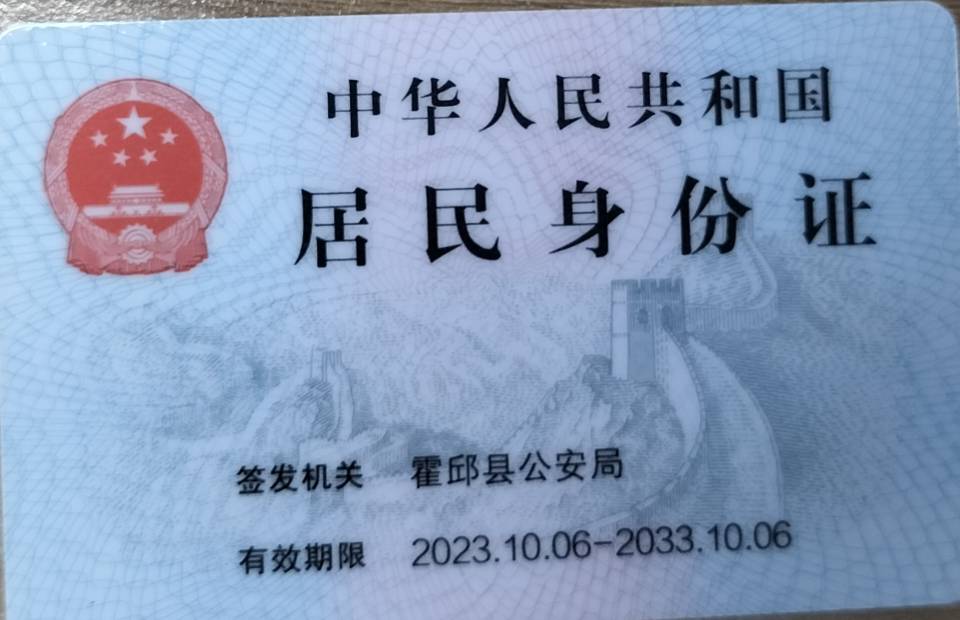 中华人民共和国
居民身份证
签发机关 霍邱县公安局
有效期限 2023.10.06-2033.10.06